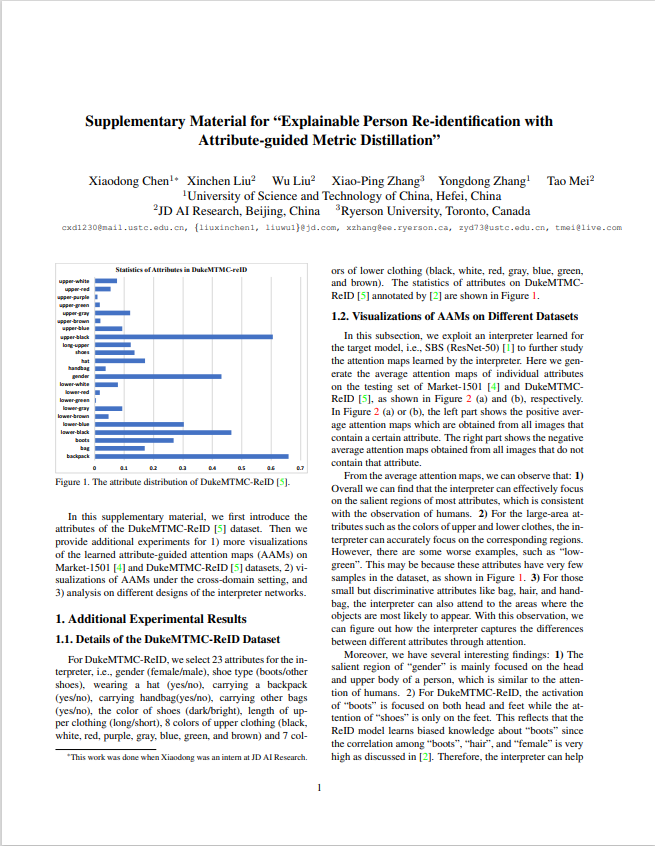 Supplementary Material for “Explainable Person Re-identification with
Attribute-guided Metric Distillation”
Xiaodong Chen1* Xinchen Liu2 Wu Liu2 Xiao-Ping Zhang3 Yongdong Zhang1 Tao Mei2
1University of Science and Technology of China, Hefei, China
2JD AI Research, Beijing, China 3Ryerson University, Toronto, Canada
cxd1230@mail.ustc.edu.cn, {liuxinchen1, liuwu1}@jd.com, xzhang@ee.ryerson.ca, zyd73@ustc.edu.cn, tmei@live.com
Statistics of Attributes in DukeMTMC-reID
upper-white
upper-red
upper-purple
upper-green
upper-gray
upper-brown
upper-blue
upper-black
long-upper
shoes
hat
handbag
gender
lower-white
lower-red
lower-green
lower-gray
lower-brown
lower-blue
lower-black
boots
bag
backpack
0 0.1 0.2 0.3 0.4 0.5 0.6 0.7
Figure 1. The attribute distribution of DukeMTMC-ReID [5].
In this supplementary material, we first introduce the
attributes of the DukeMTMC-ReID [5] dataset. Then we
provide additional experiments for 1) more visualizations
of the learned attribute-guided attention maps (AAMs) on
Market-1501 [4] and DukeMTMC-ReID [5] datasets, 2) vi-
sualizations of AAMs under the cross-domain setting, and
3) analysis on different designs of the interpreter networks.
1. Additional Experimental Results
1.1. Details of the DukeMTMC-ReID Dataset
For DukeMTMC-ReID, we select 23 attributes for the in-
terpreter, i.e., gender (female/male), shoe type (boots/other
shoes), wearing a hat (yes/no), carrying a backpack
(yes/no), carrying handbag(yes/no), carrying other bags
(yes/no), the color of shoes (dark/bright), length of up-
per clothing (long/short), 8 colors of upper clothing (black,
white, red, purple, gray, blue, green, and brown) and 7 col-
*This work was done when Xiaodong was an intern at JD AI Research.
ors of lower clothing (black, white, red, gray, blue, green,
and brown). The statistics of attributes on DukeMTMC-
ReID [5] annotated by [2] are shown in Figure 1.
1.2. Visualizations of AAMs on Different Datasets
In this subsection, we exploit an interpreter learned for
the target model, i.e., SBS (ResNet-50) [1] to further study
the attention maps learned by the interpreter. Here we gen-
erate the average attention maps of individual attributes
on the testing set of Market-1501 [4] and DukeMTMC-
ReID [5], as shown in Figure 2 (a) and (b), respectively.
In Figure 2 (a) or (b), the left part shows the positive aver-
age attention maps which are obtained from all images that
contain a certain attribute. The right part shows the negative
average attention maps obtained from all images that do not
contain that attribute.
From the average attention maps, we can observe that: 1)
Overall we can find that the interpreter can effectively focus
on the salient regions of most attributes, which is consistent
with the observation of humans. 2) For the large-area at-
tributes such as the colors of upper and lower clothes, the in-
terpreter can accurately focus on the corresponding regions.
However, there are some worse examples, such as “low-
green”. This may be because these attributes have very few
samples in the dataset, as shown in Figure 1. 3) For those
small but discriminative attributes like bag, hair, and hand-
bag, the interpreter can also attend to the areas where the
objects are most likely to appear. With this observation, we
can figure out how the interpreter captures the differences
between different attributes through attention.
Moreover, we have several interesting findings: 1) The
salient region of “gender” is mainly focused on the head
and upper body of a person, which is similar to the atten-
tion of humans. 2) For DukeMTMC-ReID, the activation
of “boots” is focused on both head and feet while the at-
tention of “shoes” is only on the feet. This reflects that the
ReID model learns biased knowledge about “boots” since
the correlation among “boots”, “hair”, and “female” is very
high as discussed in [2]. Therefore, the interpreter can help
1